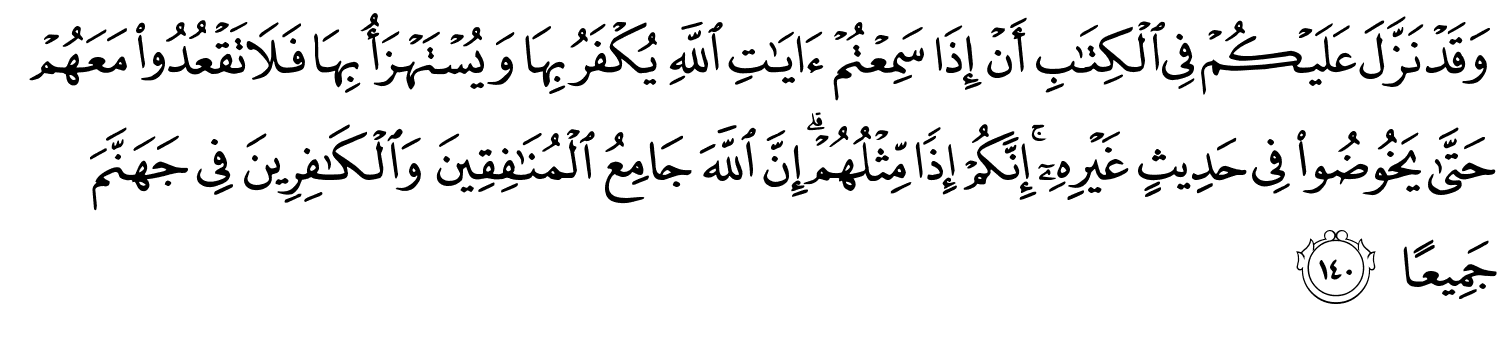 وَقَدْ نَزَّلَ عَلَيْكُمْ فِى ٱلْكِتَٰبِ أَنْ إِذَا سَمِعْتُمْ ءَايَٰتِ ٱللَّهِ يُكْفَرُ بِهَا وَيُسْتَهْزَأُ بِهَا فَلَا تَقْعُدُوا۟ مَعَهُمْ
حَتَّىٰ يَخُوضُوا۟ فِى حَدِيثٍ غَيْرِهِۦٓ ۚ إِنَّكُمْ إِذًا مِّثْلُهُمْ ۗ إِنَّ ٱللَّهَ جَامِعُ ٱلْمُنَٰفِقِينَ وَٱلْكَٰفِرِينَ فِى جَهَنَّمَ
جَمِيعًا ١٤٠